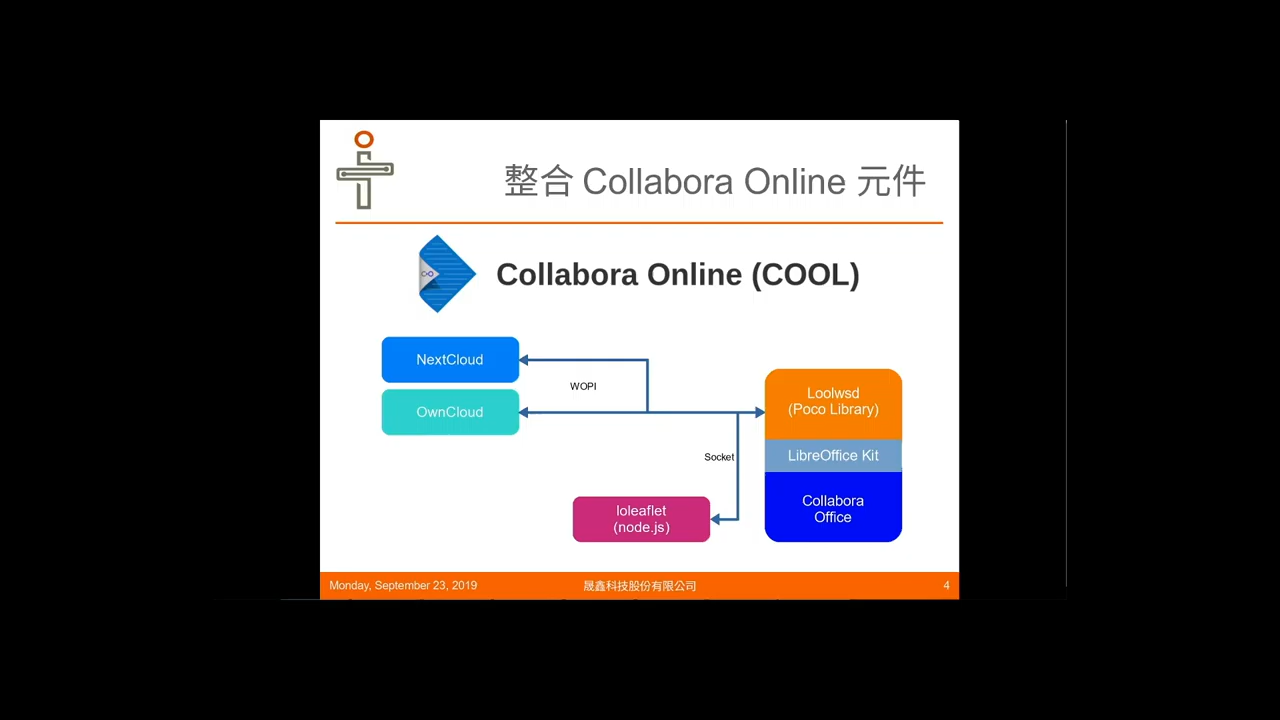 整合 Collabora Online 元件
Collabora Online (COOL)
NextCloud
WOPI
OwnCloud
Loolwsd
(Poco Library)
LibreOffice Kit
Socket
Collabora
Office
loleaflet
(node.js)
Monday, September 23, 2019
晟鑫科技股份有限公司
4